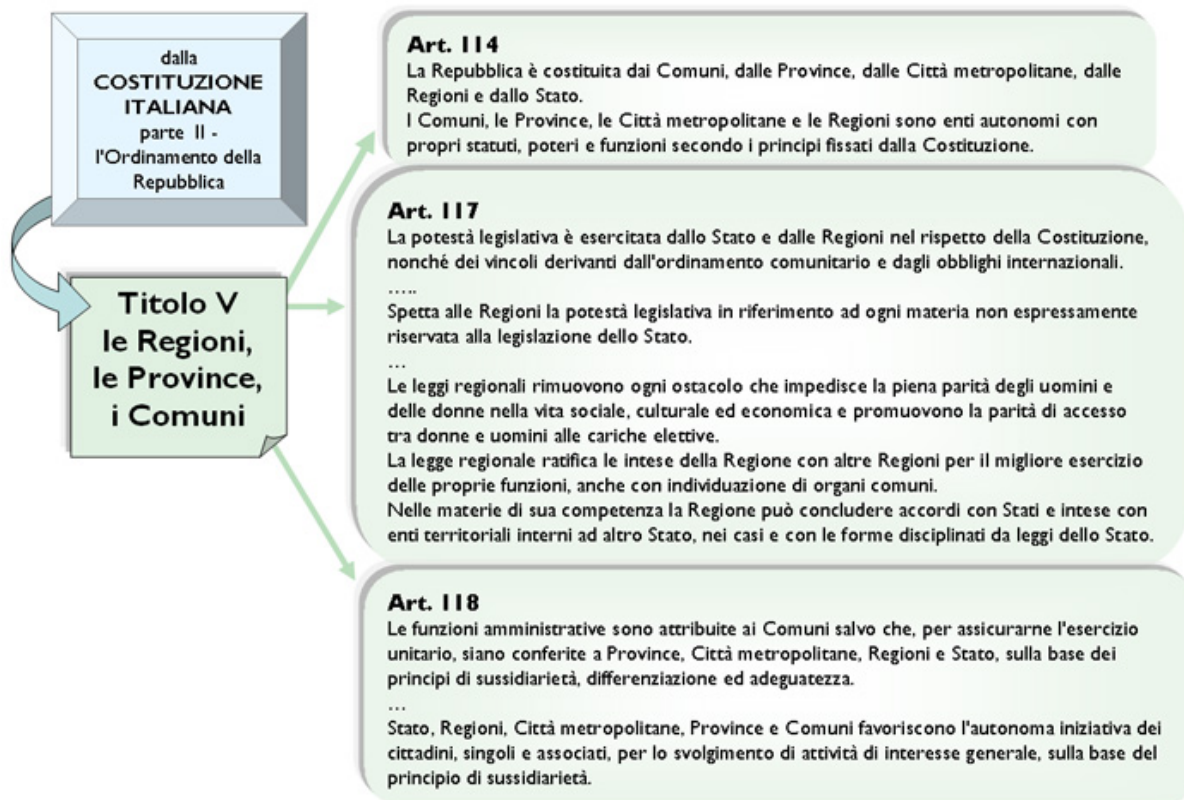 dalla
COSTITUZIONE
ITALIANA
parte II -
l'Ordinamento della
Repubblica
Titolo V
le Regioni,
le Province,
i Comuni
Art. 114
La Repubblica è costituita dai Comuni, dalle Province, dalle Città metropolitane, dalle
Regioni e dallo Stato.
I Comuni, le Province, le Città metropolitane e le Regioni sono enti autonomi con
propri statuti, poteri e funzioni secondo i principi fissati dalla Costituzione.
Art. 117
La potestà legislativa è esercitata dallo Stato e dalle Regioni nel rispetto della Costituzione,
nonché dei vincoli derivanti dall'ordinamento comunitario e dagli obblighi internazionali.
.....
Spetta alle Regioni la potestà legislativa in riferimento ad ogni materia non espressamente
riservata alla legislazione dello Stato.
...
Le leggi regionali rimuovono ogni ostacolo che impedisce la piena parità degli uomini e
delle donne nella vita sociale, culturale ed economica e promuovono la parità di accesso
tra donne e uomini alle cariche elettive.
La legge regionale ratifica le intese della Regione con altre Regioni per il migliore esercizio
delle proprie funzioni, anche con individuazione di organi comuni.
Nelle materie di sua competenza la Regione può concludere accordi con Stati e intese con
enti territoriali interni ad altro Stato, nei casi e con le forme disciplinati da leggi dello Stato.
Art. 118
Le funzioni amministrative sono attribuite ai Comuni salvo che, per assicurarne l'esercizio
unitario, siano conferite a Province, Città metropolitane, Regioni e Stato, sulla base dei
principi di sussidiarietà, differenziazione ed adeguatezza.
...
Stato, Regioni, Città metropolitane, Province e Comuni favoriscono l'autonoma iniziativa dei
cittadini, singoli e associati, per lo svolgimento di attività di interesse generale, sulla base del
principio di sussidiarietà.